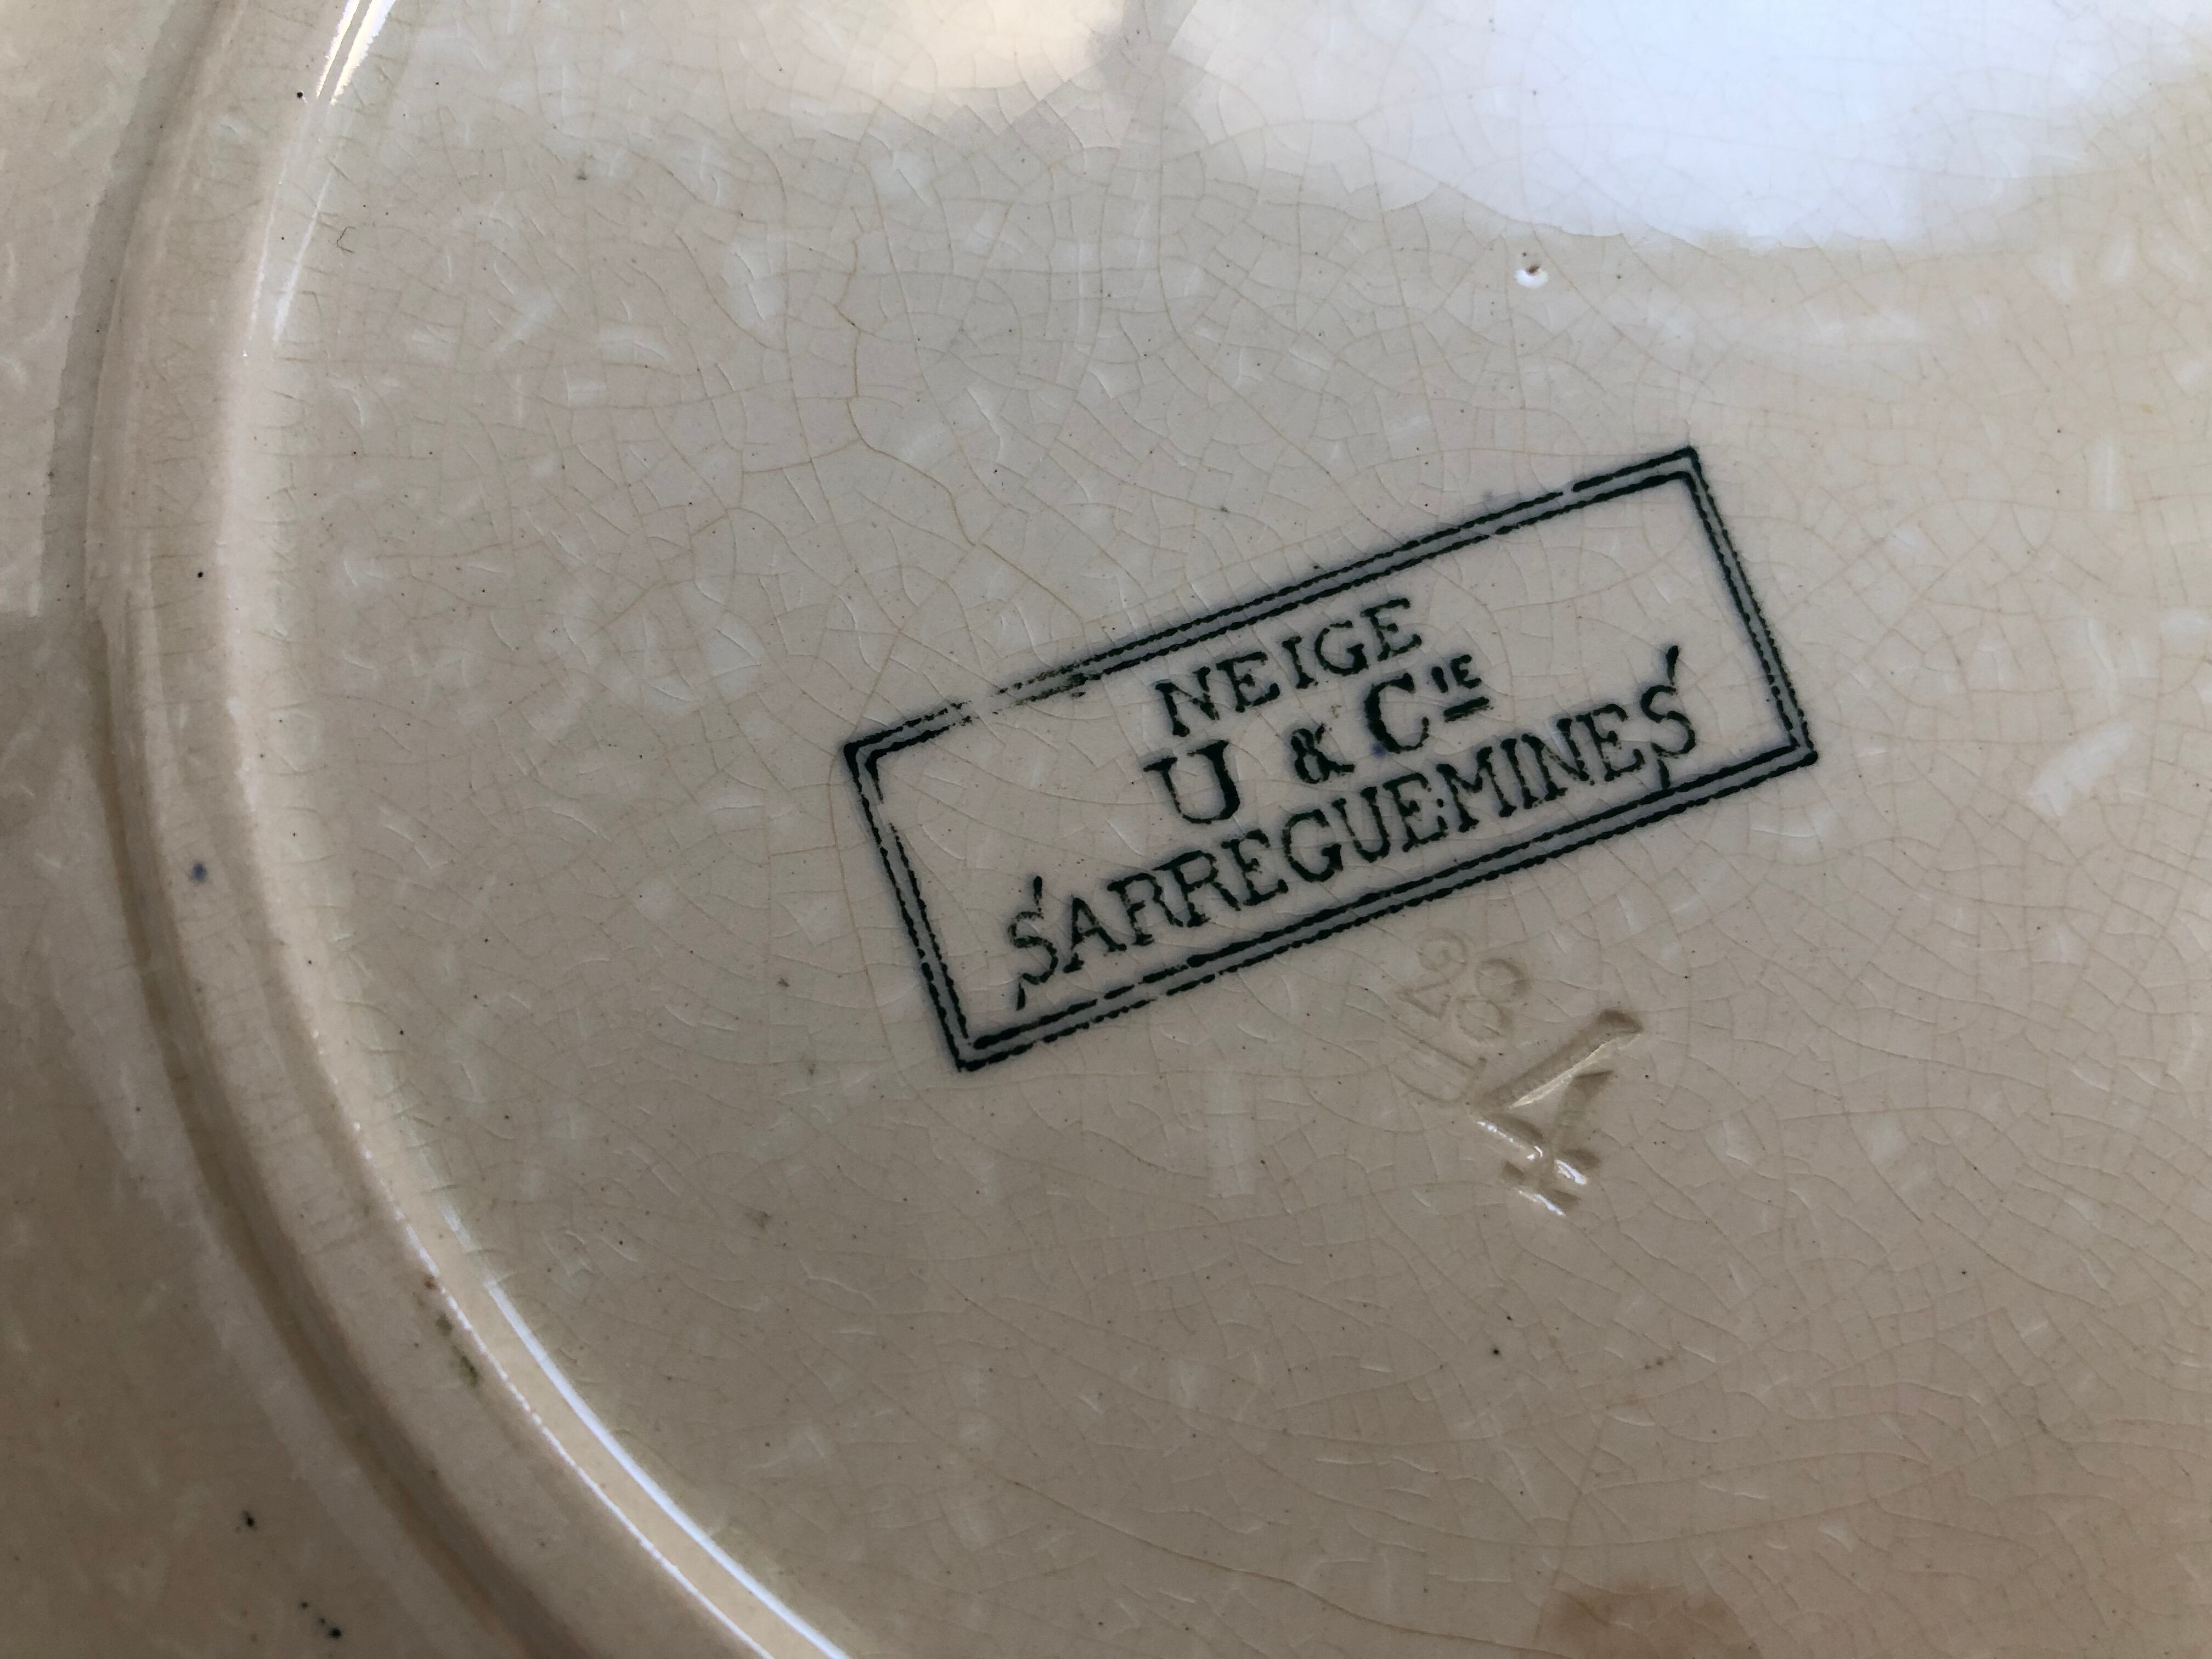 NEIGE
U & Cie
SARREGUEMINES
28
4